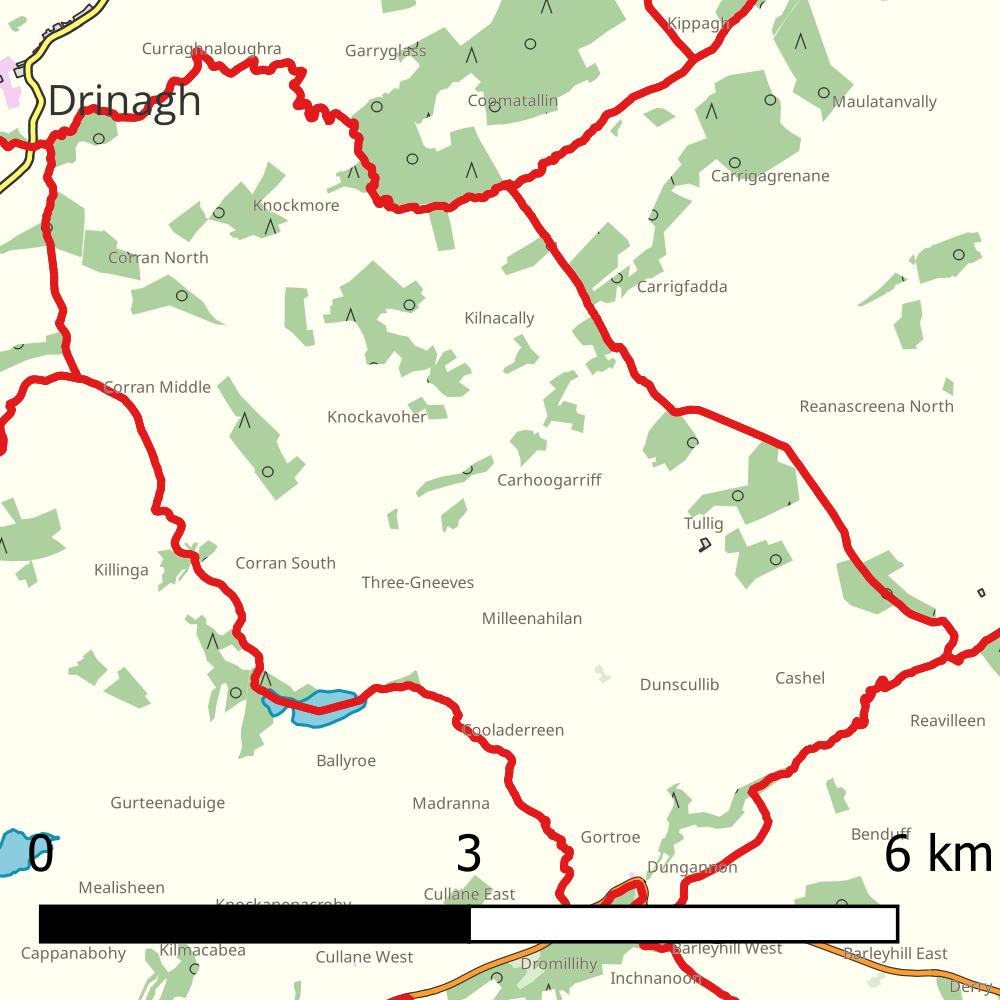 Kippagh
Curraghnaloughra
Garryglass
Drinagh
Coomatallin
Maulatanvally
Carrigagrenane
Knockmore
Corran North
Carrigfadda
Kilnacally
Corran Middle
Reanascreena North
Knockavoher
Carhoogarriff
Tullig
Killinga
Corran South
Three-Gneeves
Milleenahilan
Cashel
Dunscullib
Reavilleen
Cooladerreen
Ballyroe
Gurteenaduige
Madranna
Gortroe
Benduff
0 3 6 km
Dungannon
Mealisheen
Cullane East
Knockanenacroby
Cappanabohy
Kilmacabea
Cullane West
Barleyhill West
Barleyhill East
Dromillihy
Inchnanoon
Derry